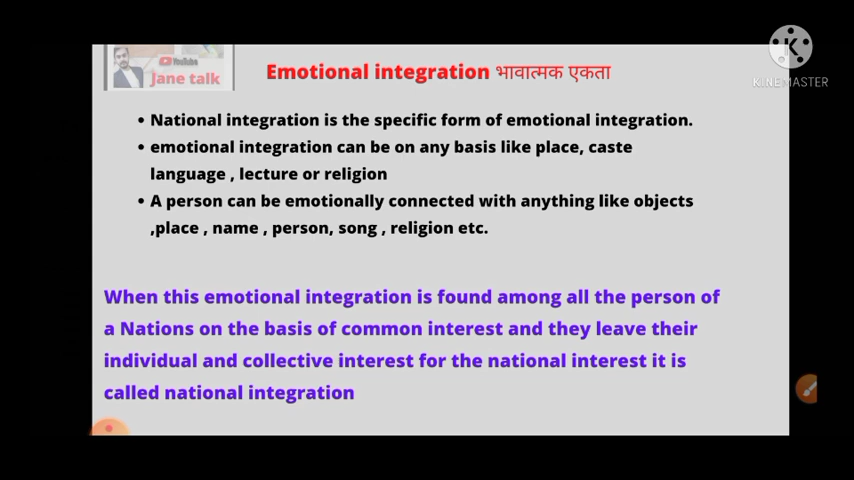 YouTube
Jane talk
KINEMASTER
Emotional integration भावात्मक एकता
• National integration is the specific form of emotional integration.
• emotional integration can be on any basis like place, caste
language , lecture or religion
• A person can be emotionally connected with anything like objects
,place , name , person, song , religion etc.
When this emotional integration is found among all the person of
a Nations on the basis of common interest and they leave their
individual and collective interest for the national interest it is
called national integration